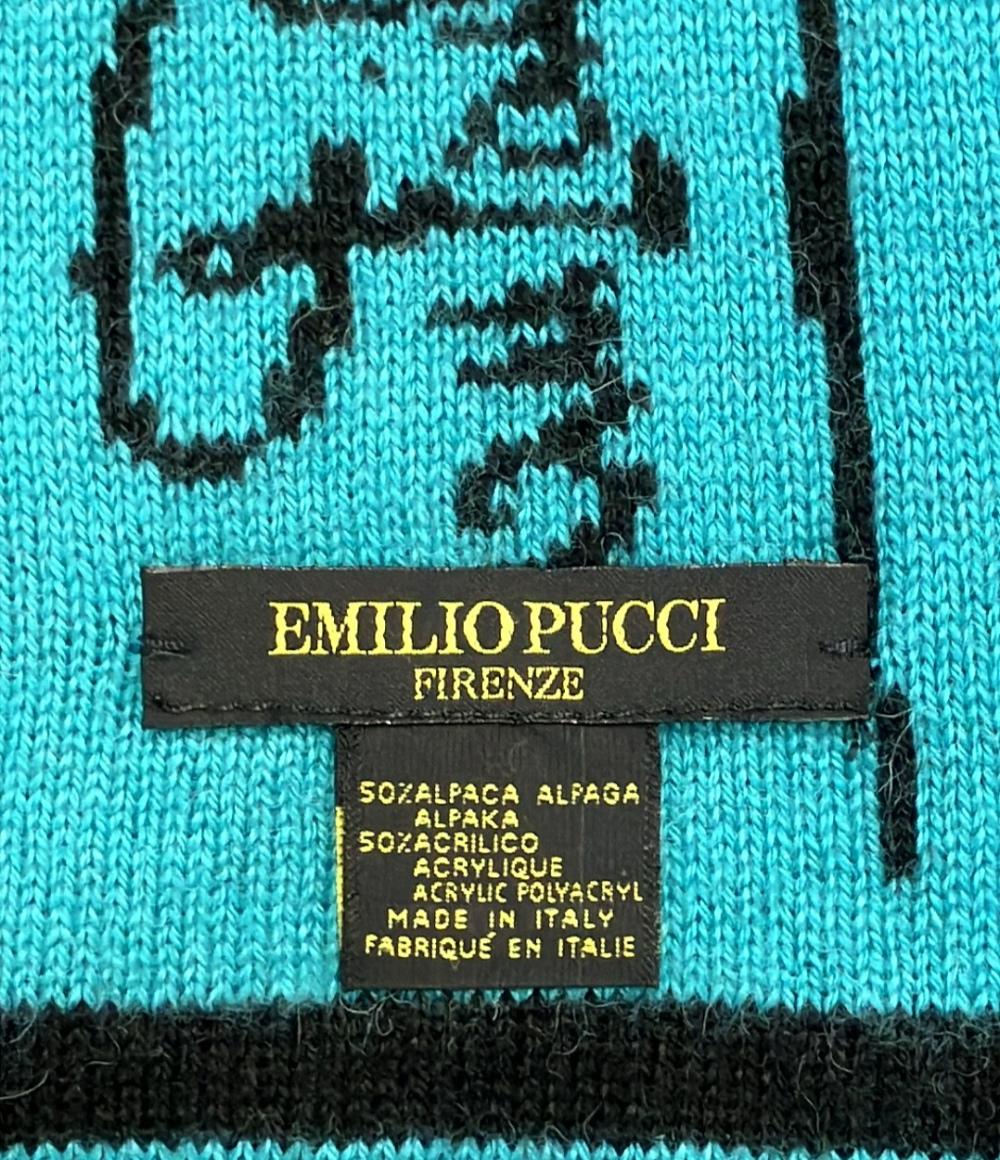 EMILIO PUCCI
FIRENZE
50%ALPACA ALPAGA
ALPAKA
50%ACRILICO
ACRYLIQUE
ACRYLIC POLYACRYL
MADE IN ITALY
FABRIQUÉ EN ITALIE